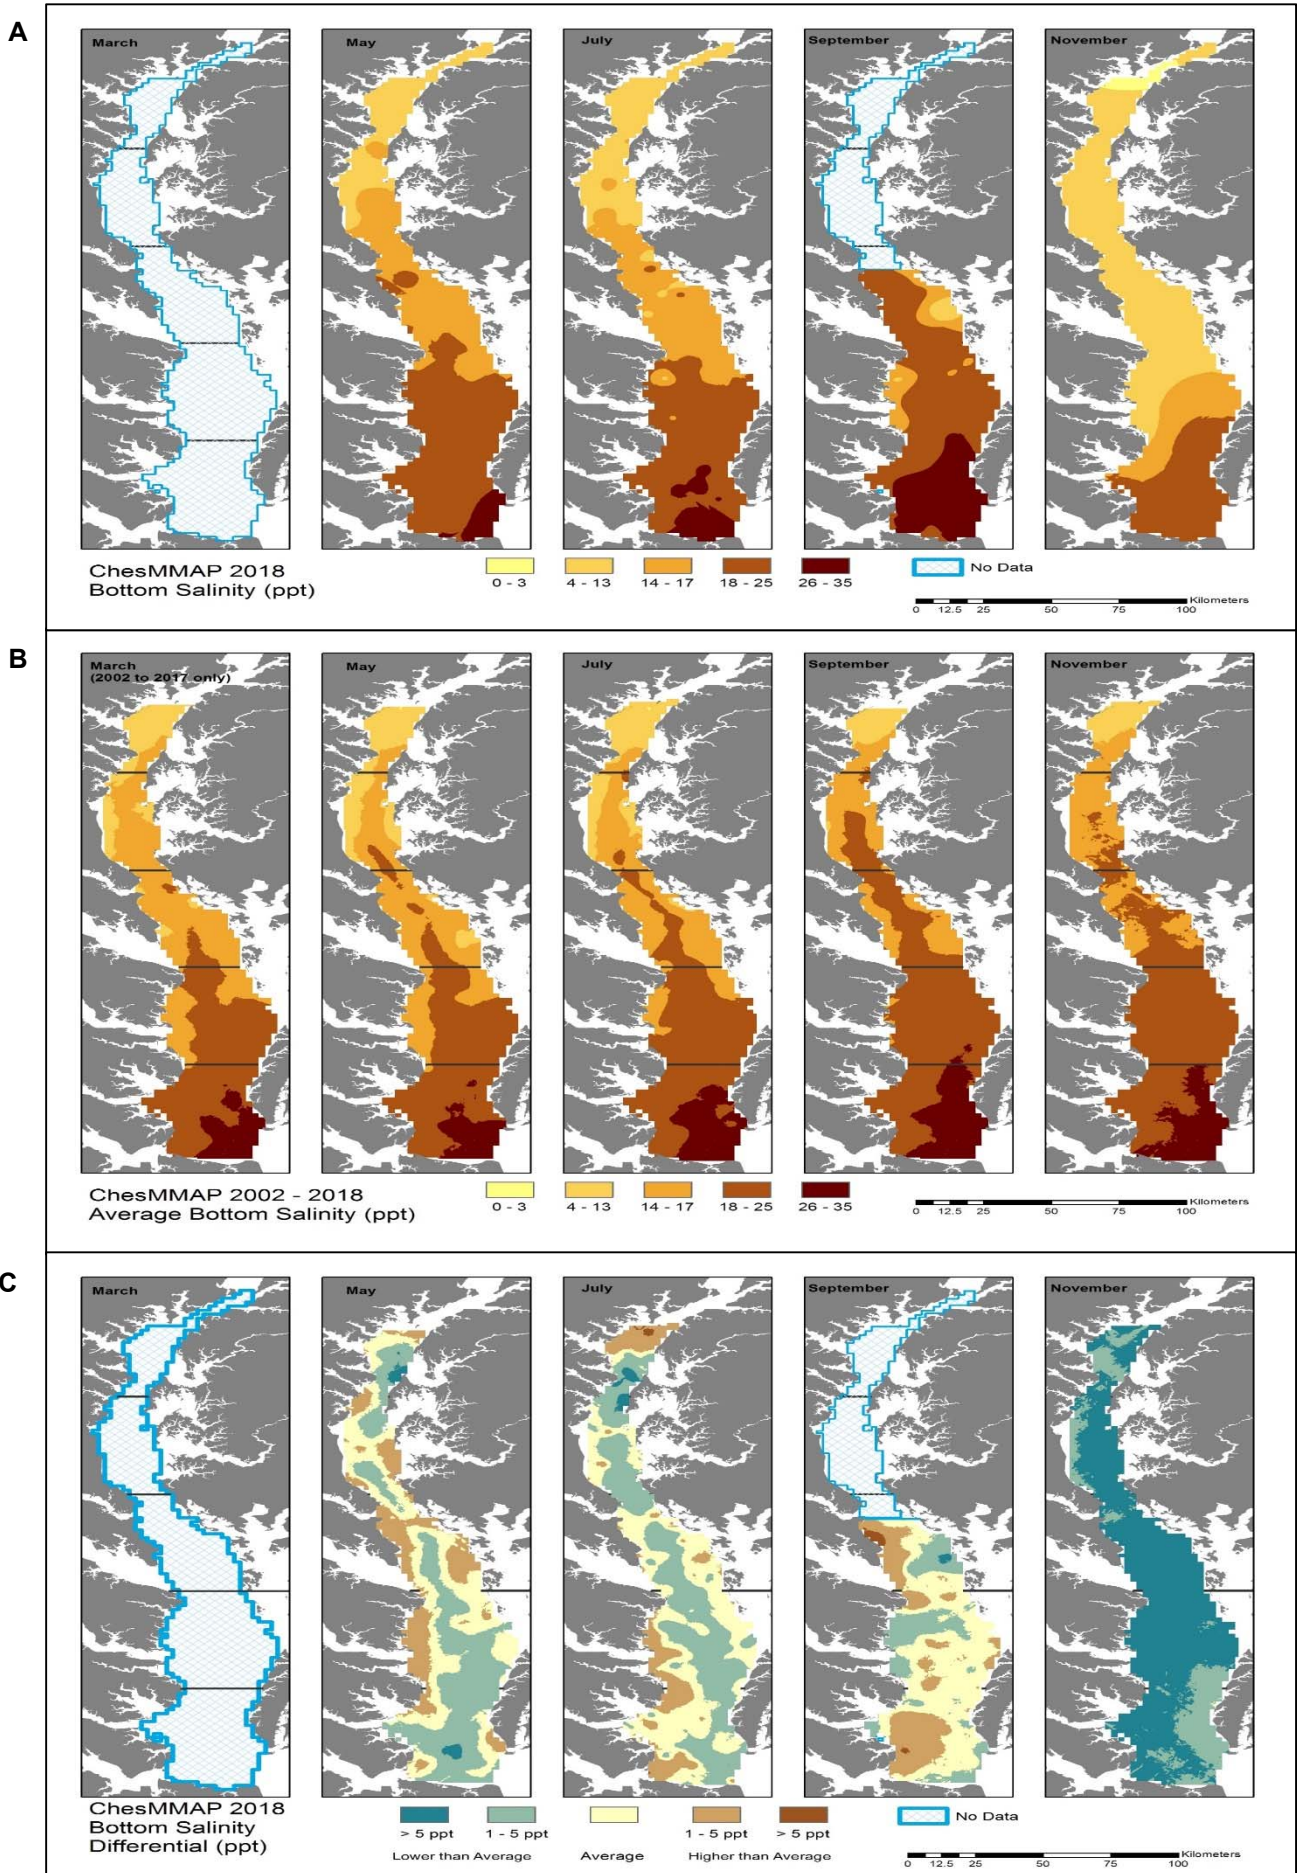 A
March
May
July
September
November
ChesMMAP 2018
Bottom Salinity (ppt)
0 - 3
4 - 13
14 - 17
18 - 25
26 - 35
No Data
Kilometers
0 12.5 25 50 75 100
B
March
(2002 to 2017 only)
May
July
September
November
ChesMMAP 2002 - 2018
Average Bottom Salinity (ppt)
0 - 3
4 - 13
14 - 17
18 - 25
26 - 35
Kilometers
0 12.5 25 50 75 100
C
March
May
July
September
November
ChesMMAP 2018
Bottom Salinity
Differential (ppt)
> 5 ppt
1 - 5 ppt
1 - 5 ppt
> 5 ppt
Lower than Average
Average
Higher than Average
No Data
Kilometers
0 12.5 25 50 75 100